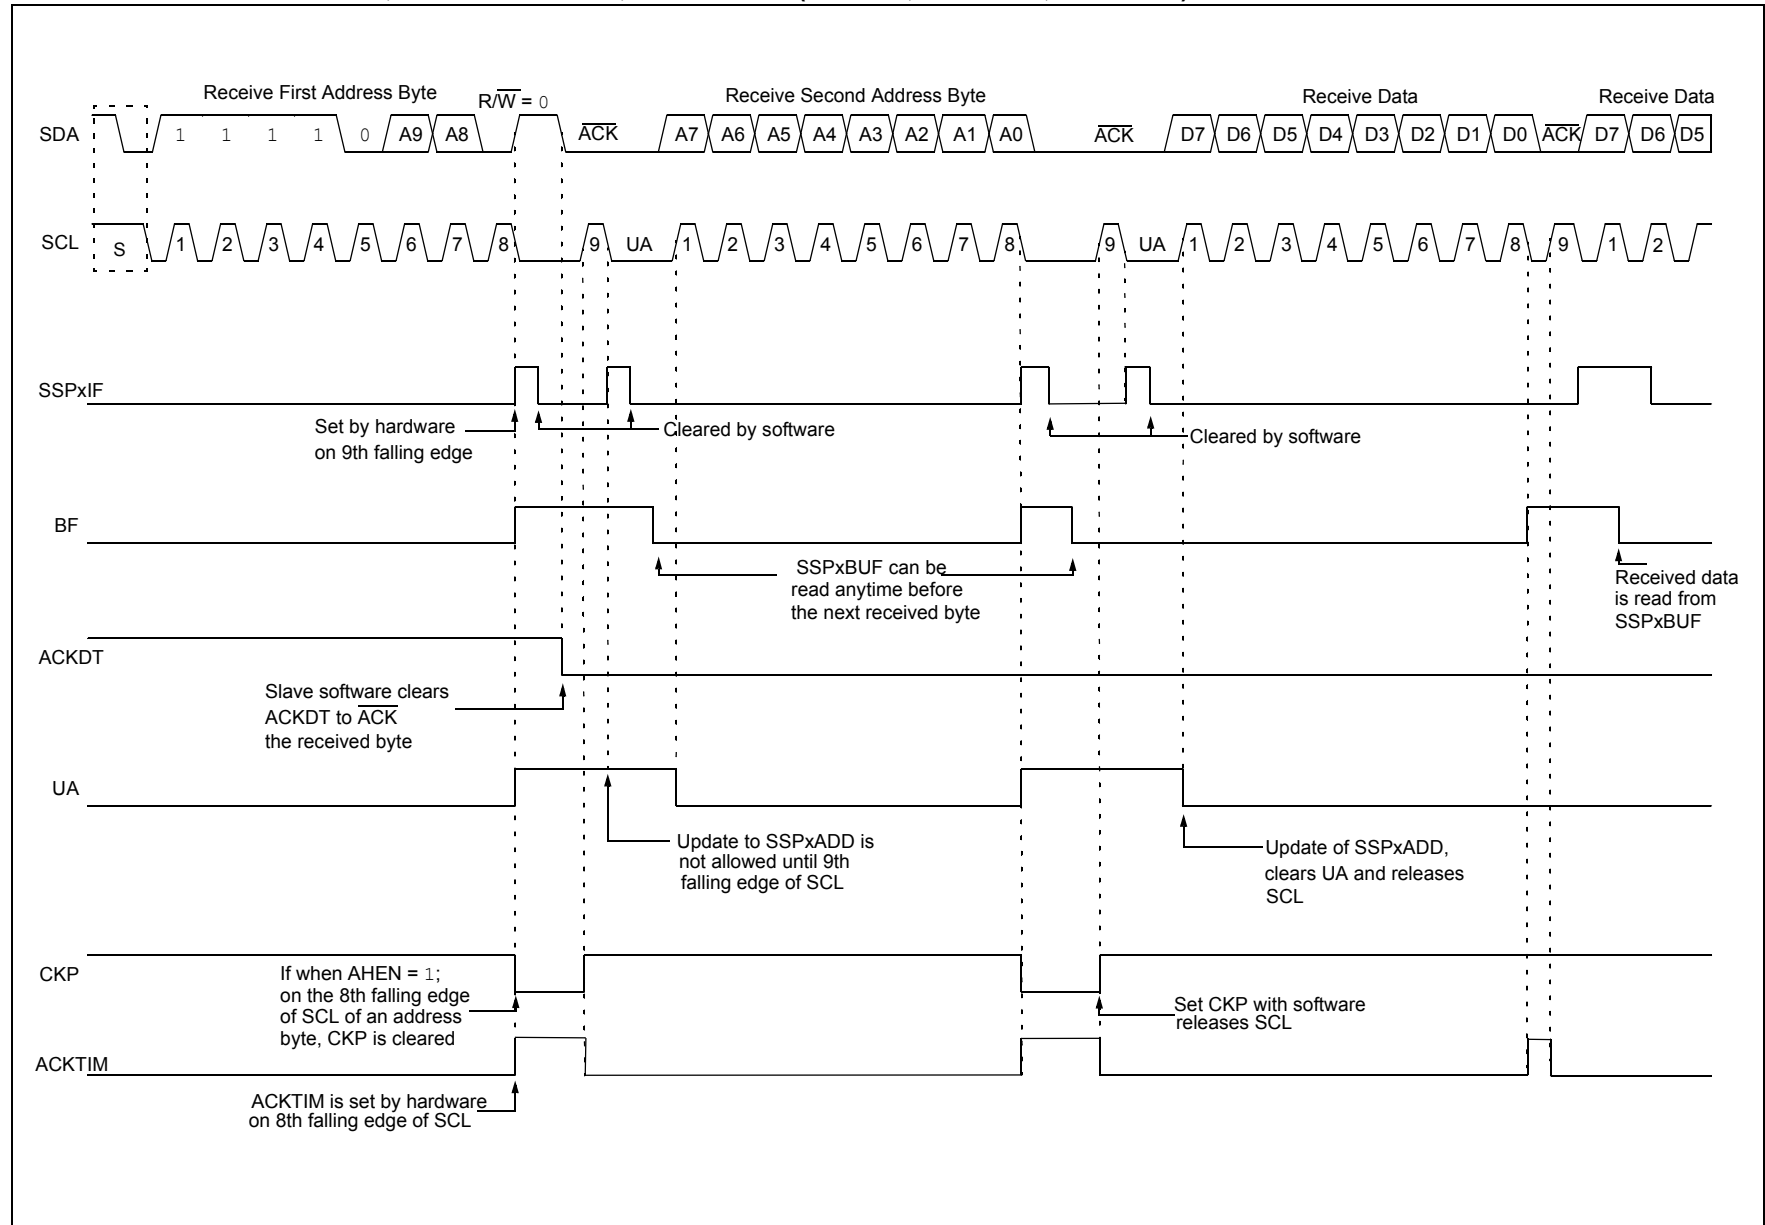 Receive First Address Byte
R/W = 0
Receive Second Address Byte
Receive Data
Receive Data
SDA
1 1 1 1 0 A9 A8 ACK A7 A6 A5 A4 A3 A2 A1 A0 ACK D7 D6 D5 D4 D3 D2 D1 D0 ACK D7 D6 D5
SCL
S 1 2 3 4 5 6 7 8 9 UA 1 2 3 4 5 6 7 8 9 UA 1 2 3 4 5 6 7 8 9 1 2
SSPxIF
Set by hardware
on 9th falling edge
Cleared by software
Cleared by software
BF
SSPxBUF can be
read anytime before
the next received byte
Received data
is read from
SSPxBUF
ACKDT
Slave software clears
ACKDT to ACK
the received byte
UA
Update to SSPxADD is
not allowed until 9th
falling edge of SCL
Update of SSPxADD,
clears UA and releases
SCL
CKP
If when AHEN = 1;
on the 8th falling edge
of SCL of an address
byte, CKP is cleared
Set CKP with software
releases SCL
ACKTIM
ACKTIM is set by hardware
on 8th falling edge of SCL